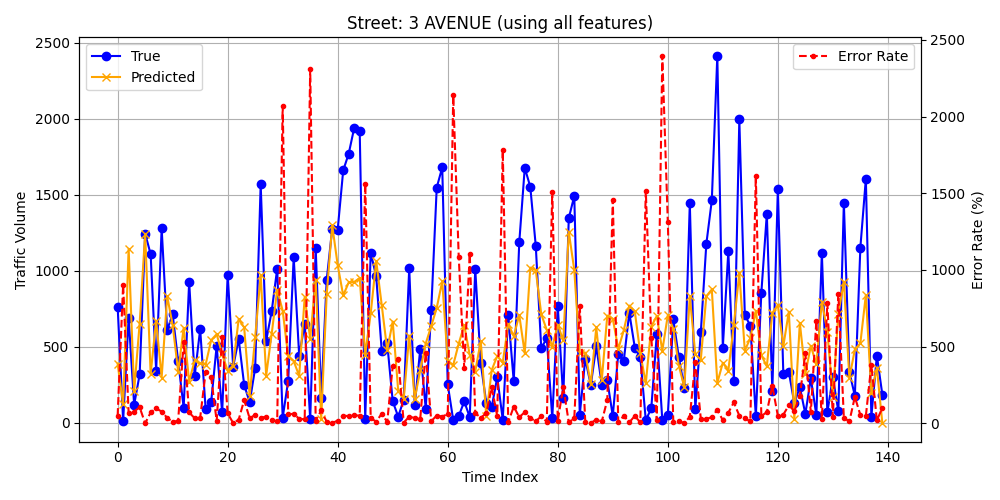 Street: 3 AVENUE (using all features)
True
Predicted
Error Rate
2500
2000
1500
1000
500
0
Traffic Volume
2500
2000
1500
1000
500
0
Error Rate (%)
0 20 40 60 80 100 120 140
Time Index